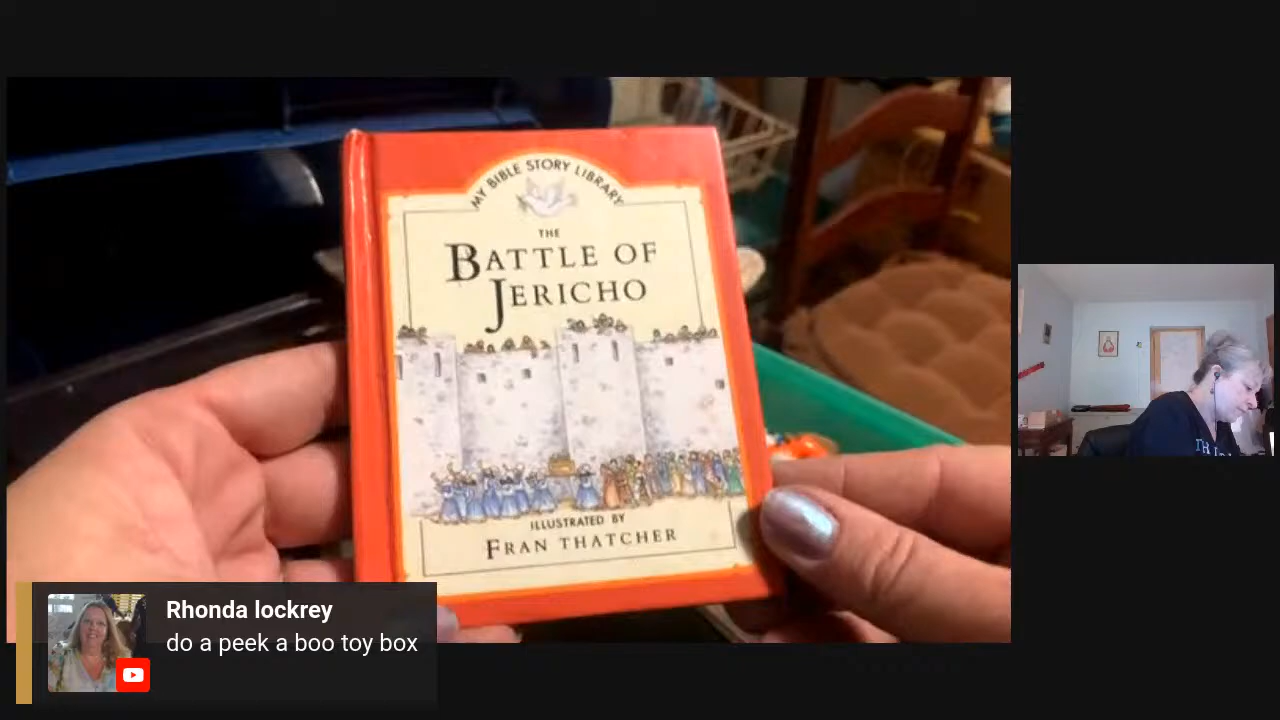 MY BIBLE STORY LIBRARY
THE
BATTLE OF
JERICHO
ILLUSTRATED BY
FRAN THATCHER
Rhonda lockrey
do a peek a boo toy box